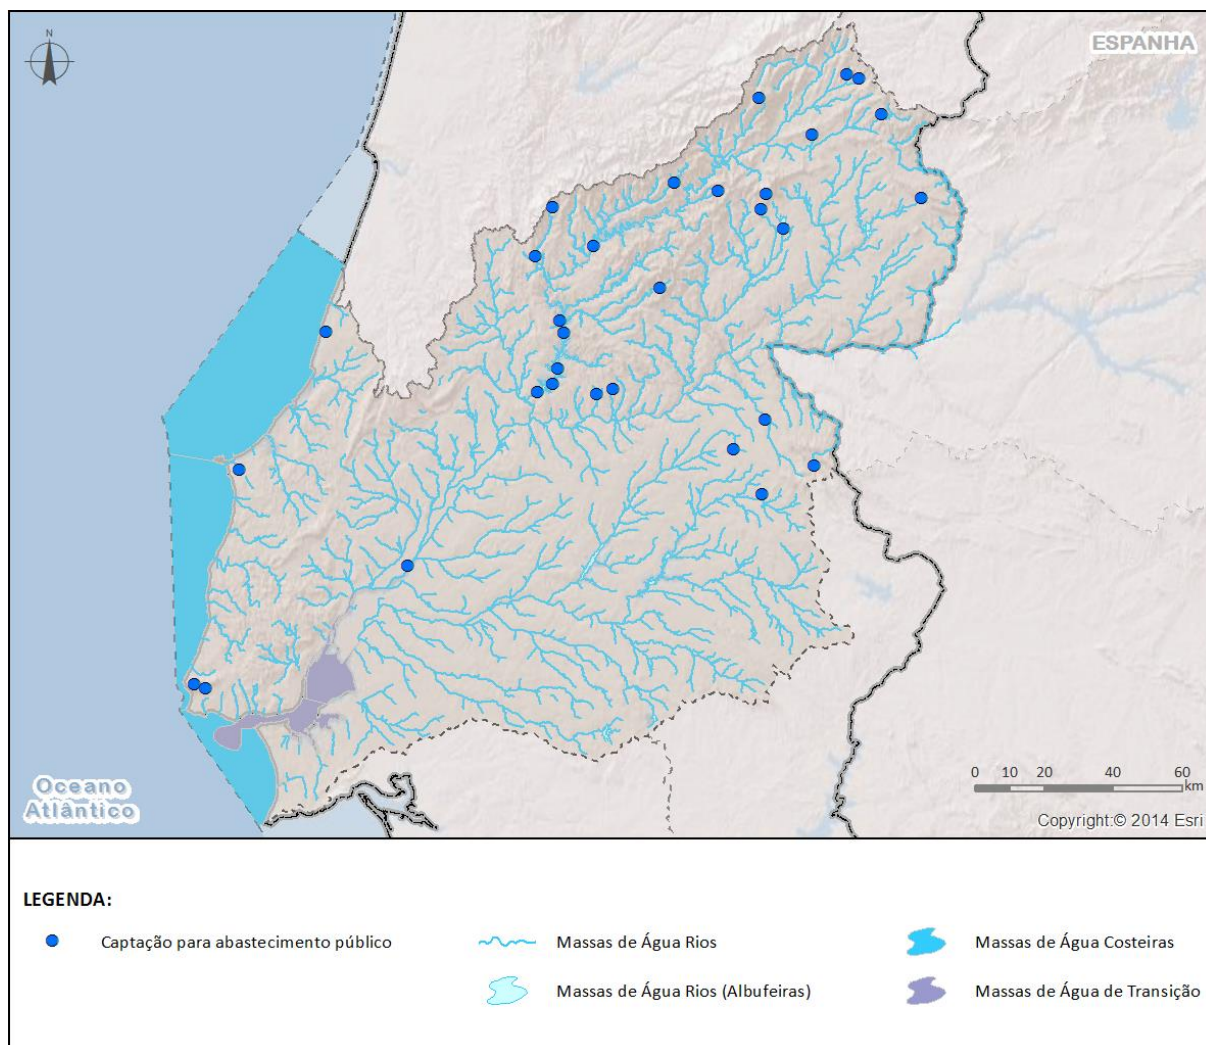 N
ESPANHA
Oceano
Atlântico
0 10 20 40 60
km
Copyright:© 2014 Esri
LEGENDA:
Captação para abastecimento público
Massas de Água Rios
Massas de Água Costeiras
Massas de Água Rios (Albufeiras)
Massas de Água de Transição